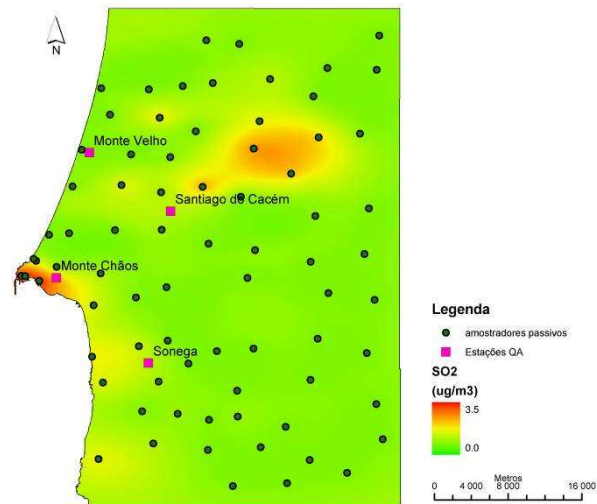 N
Monte Velho
Santiago do Cacém
Monte Chãos
Sonega
Legenda
amostradores passivos
Estações QA
SO2
(ug/m3)
3.5
0.0
Metros
0 4 000 8 000 16 000